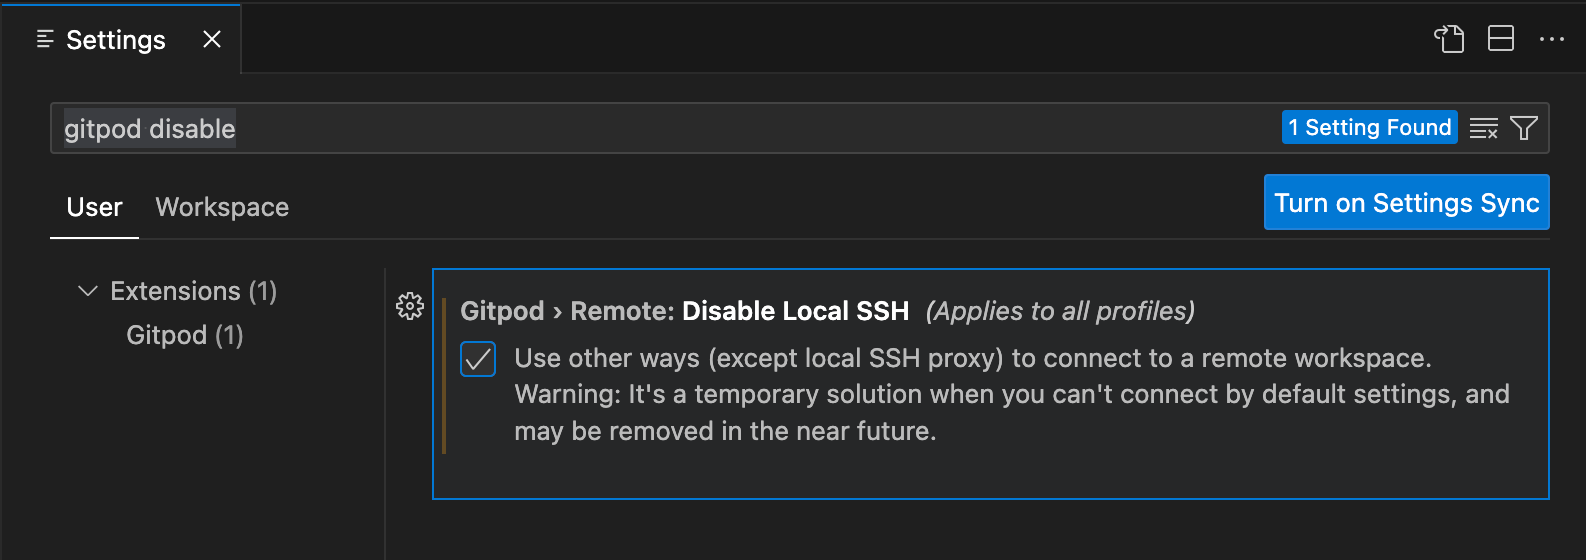 Settings
gitpod disable
1 Setting Found
User
Workspace
Turn on Settings Sync
Extensions (1)
Gitpod (1)
Gitpod › Remote: Disable Local SSH (Applies to all profiles)
Use other ways (except local SSH proxy) to connect to a remote workspace.
Warning: It's a temporary solution when you can't connect by default settings, and
may be removed in the near future.